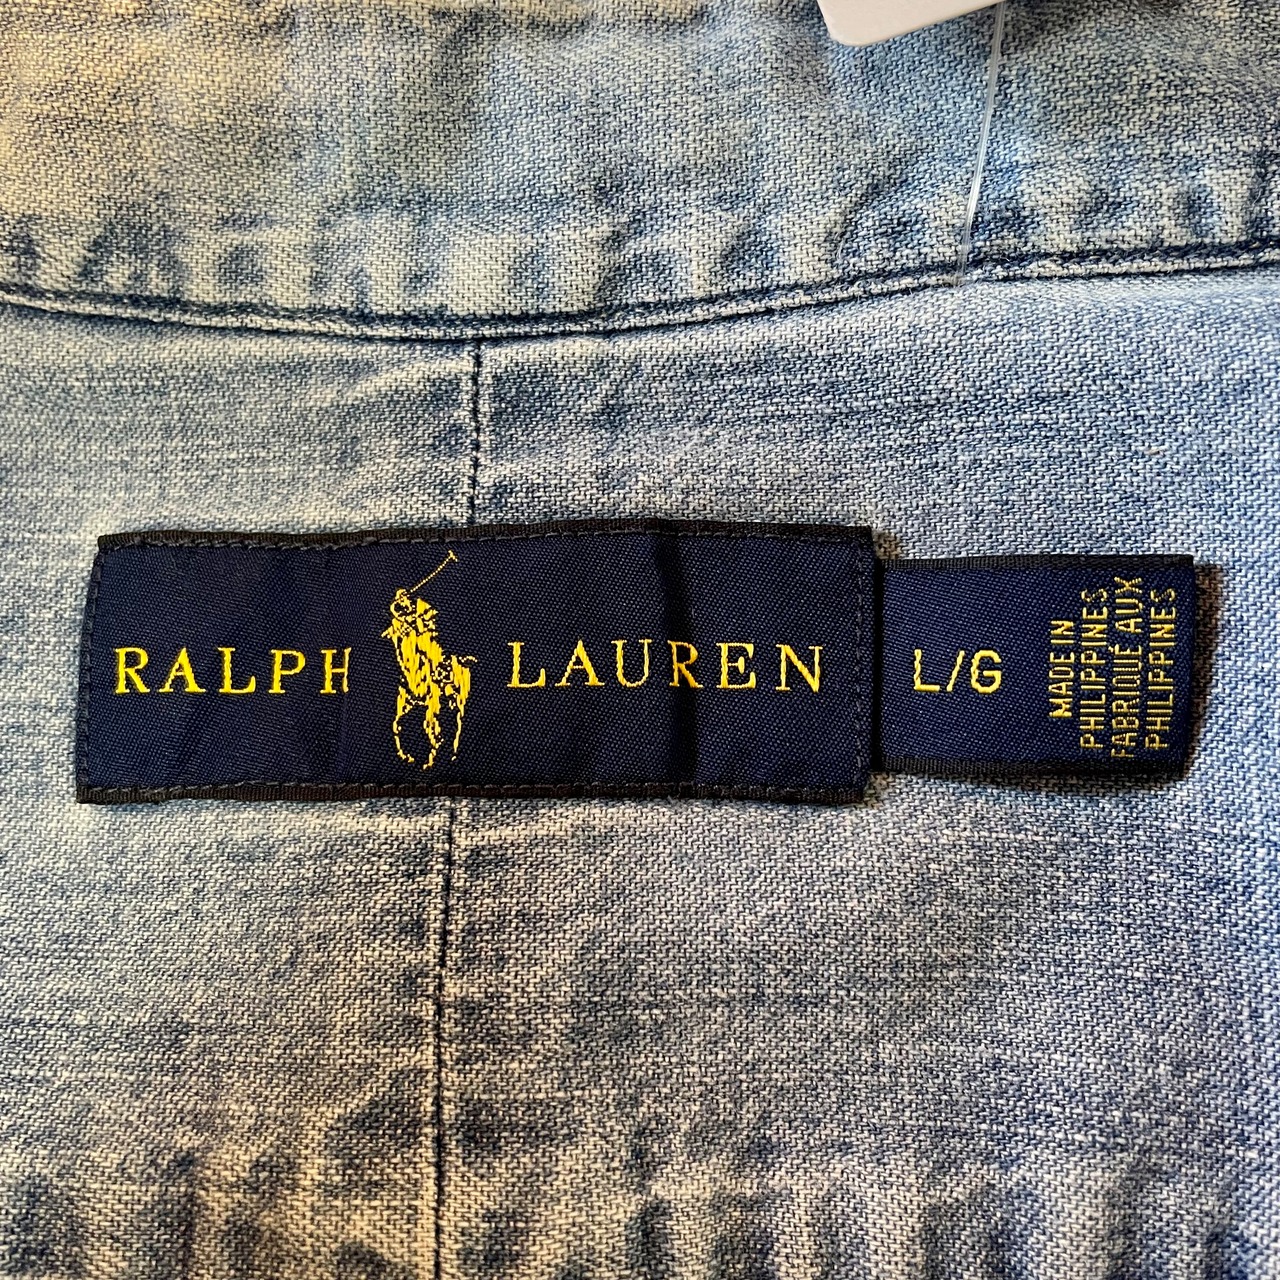 RALPH LAUREN
L/G
MADE IN
PHILIPPINES
FABRIQUÉ AUX
PHILIPPINES